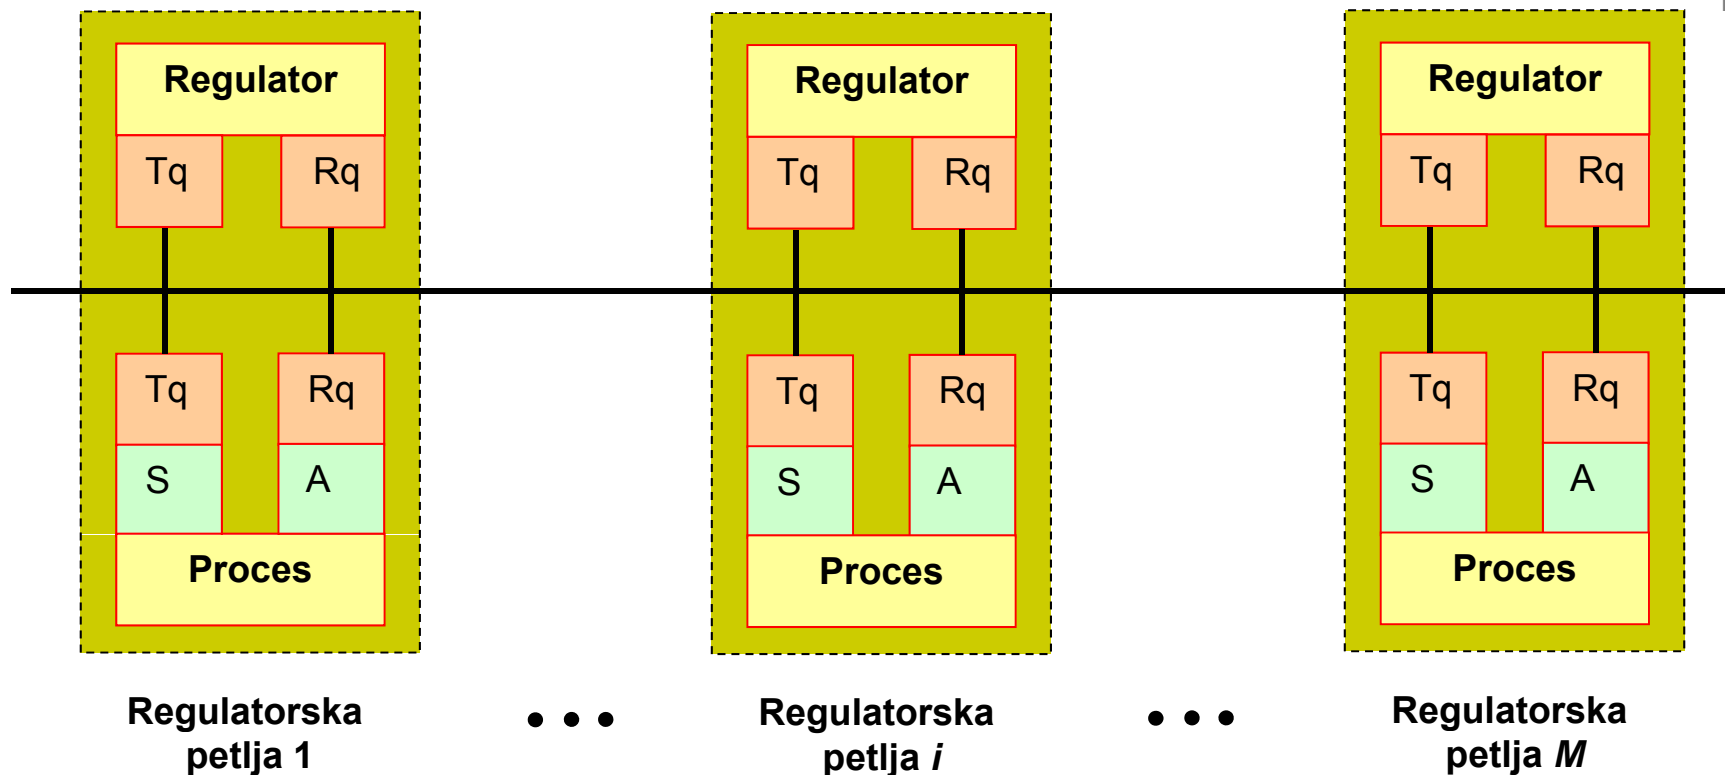 Regulator
Regulator
Regulator
Tq Rq
Tq Rq
Tq Rq
Tq Rq
Tq Rq
Tq Rq
S A
S A
S A
Proces
Proces
Proces
Regulatorska
petlja 1
• • •
Regulatorska
petlja i
• • •
Regulatorska
petlja M